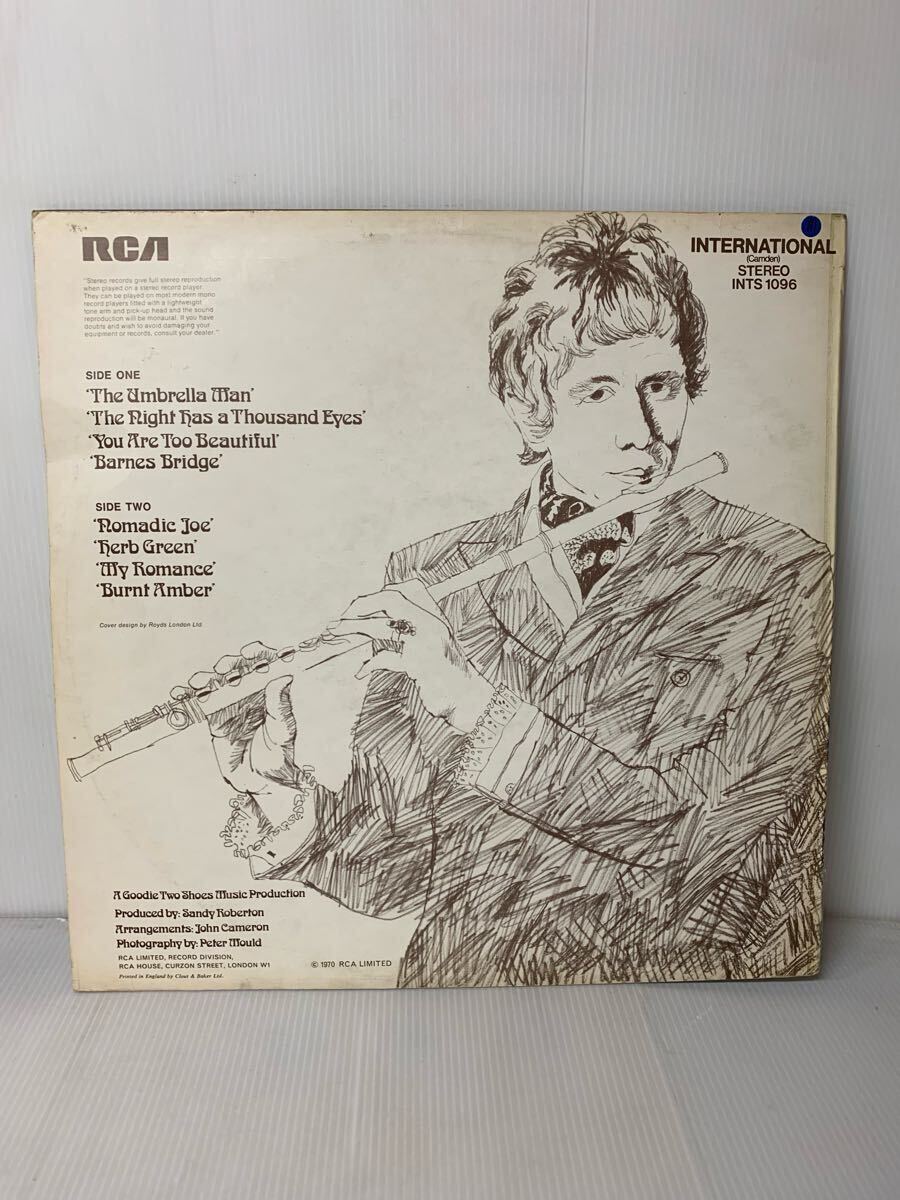 RCA
INTERNATIONAL
(Camden)
STEREO
INTS 1096
"Stereo records give full stereo reproduction
when played on a stereo record player.
They can be played on most modern mono
record players fitted with a lightweight
tone arm and pick-up head and the sound
reproduction will be monaural. If you have
doubts and wish to avoid damaging your
equipment or records, consult your dealer."
SIDE ONE
'The Umbrella Man'
'The Night has a Thousand Eyes'
'You Are Too Beautiful'
'Barnes Bridge'
SIDE TWO
'Nomadic Joe'
'Herb Green'
'My Romance'
'Burnt Amber'
Cover design by Royds London Ltd.
A Goodie Two Shoes Music Production
Produced by: Sandy Roberton
Arrangements: John Cameron
Photography by: Peter Mould
RCA LIMITED, RECORD DIVISION,
RCA HOUSE, CURZON STREET, LONDON W1
Printed in England by Clout & Baker Ltd.
© 1970 RCA LIMITED